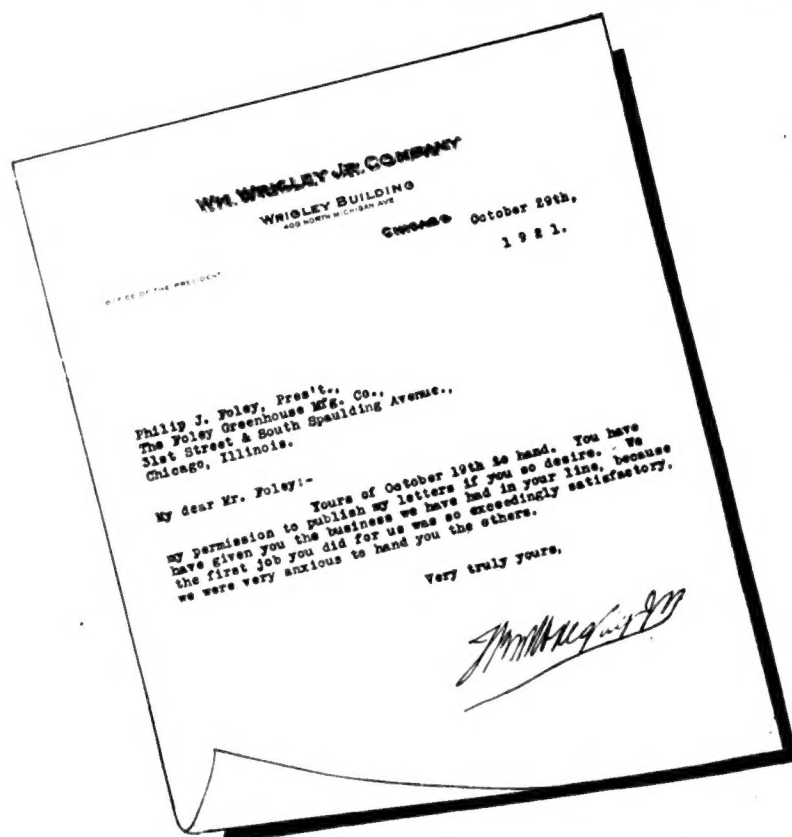 WM. WRIGLEY JR. COMPANY
WRIGLEY BUILDING
400 NORTH MICHIGAN AVE
CHICAGO October 29th,
1921.
OFFICE OF THE PRESIDENT
Philip J. Foley, Pres't.,
The Foley Greenhouse Mfg. Co.,
31st Street & South Spaulding Avenue.,
Chicago, Illinois.
My dear Mr. Foley:-
Yours of October 19th is hand. You have
my permission to publish my letters if you so desire. We
have given you the business we have had in your line, because
the first job you did for us was so exceedingly satisfactory,
we were very anxious to hand you the others.
Very truly yours,
Wm Wrigley Jr